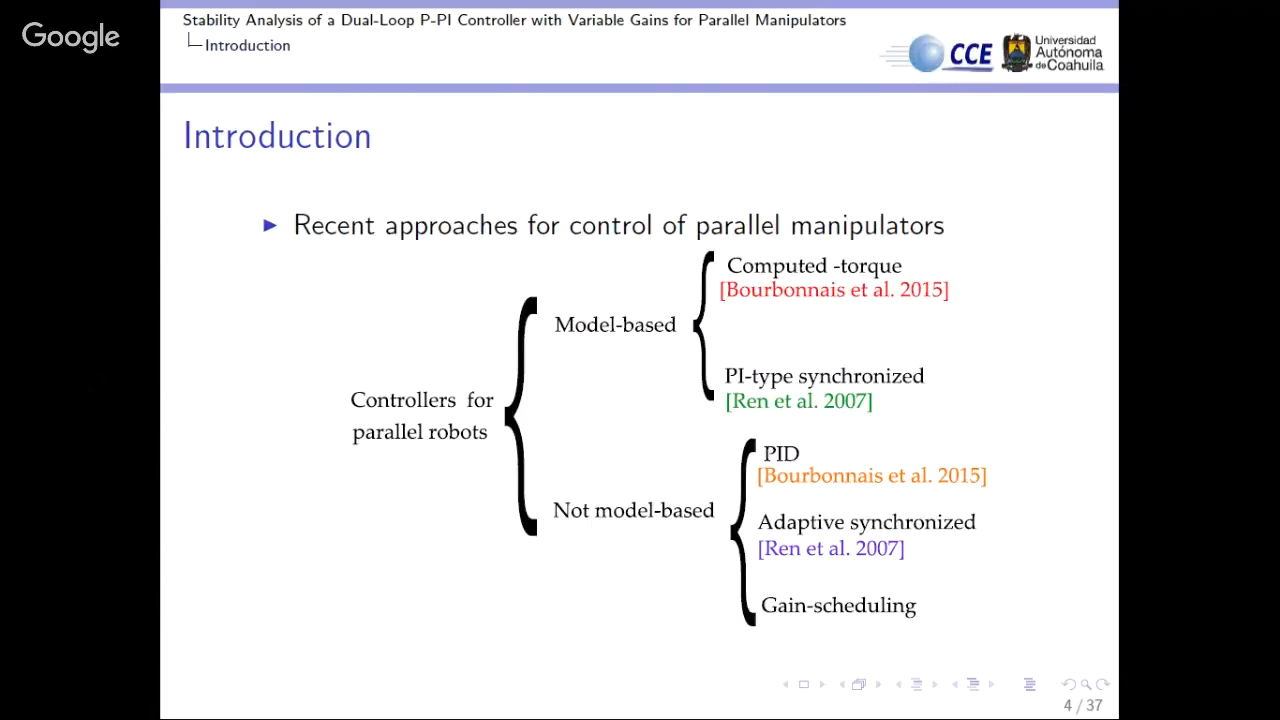 Google
Stability Analysis of a Dual-Loop P-PI Controller with Variable Gains for Parallel Manipulators
Introduction
CCE
Universidad
Autónoma
de Coahuila
Introduction
Recent approaches for control of parallel manipulators
Controllers for
parallel robots
Model-based
Computed -torque
[Bourbonnais et al. 2015]
PI-type synchronized
[Ren et al. 2007]
Not model-based
PID
[Bourbonnais et al. 2015]
Adaptive synchronized
[Ren et al. 2007]
Gain-scheduling
4 / 37